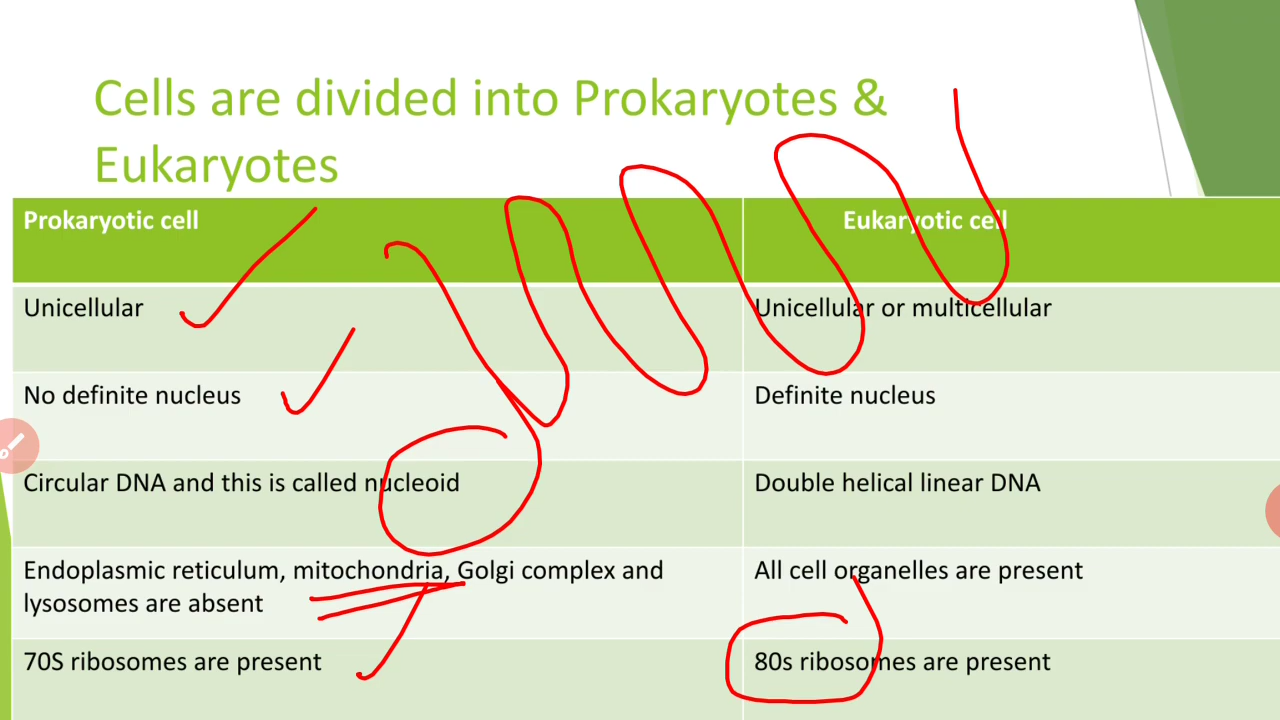 Cells are divided into Prokaryotes &
Eukaryotes
Prokaryotic cell
Eukaryotic cell
Unicellular
Unicellular or multicellular
No definite nucleus
Definite nucleus
Circular DNA and this is called nucleoid
Double helical linear DNA
Endoplasmic reticulum, mitochondria, Golgi complex and
lysosomes are absent
All cell organelles are present
70S ribosomes are present
80s ribosomes are present